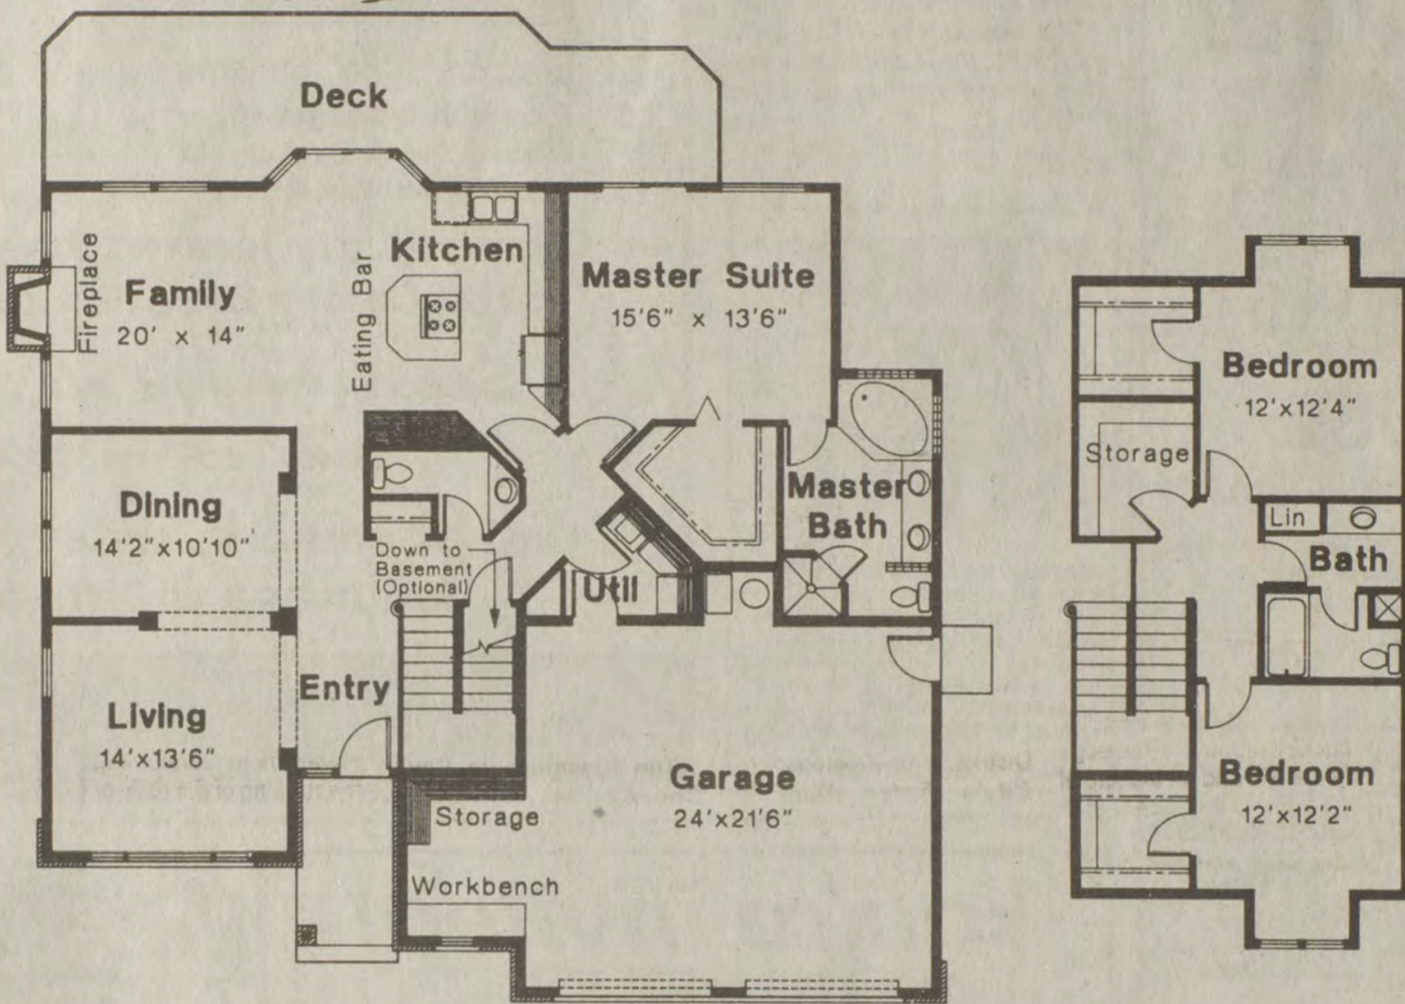 Deck
Kitchen
Eating Bar
Fireplace
Family
20' x 14"
Master Suite
15'6" x 13'6"
Dining
14'2"x10'10"
Master
Bath
Down to
Basement
(Optional)
Util
Entry
Living
14'x13'6"
Garage
24'x21'6"
Storage
Workbench
Bedroom
12'x12'4"
Storage
Lin
Bath
Bedroom
12'x12'2"